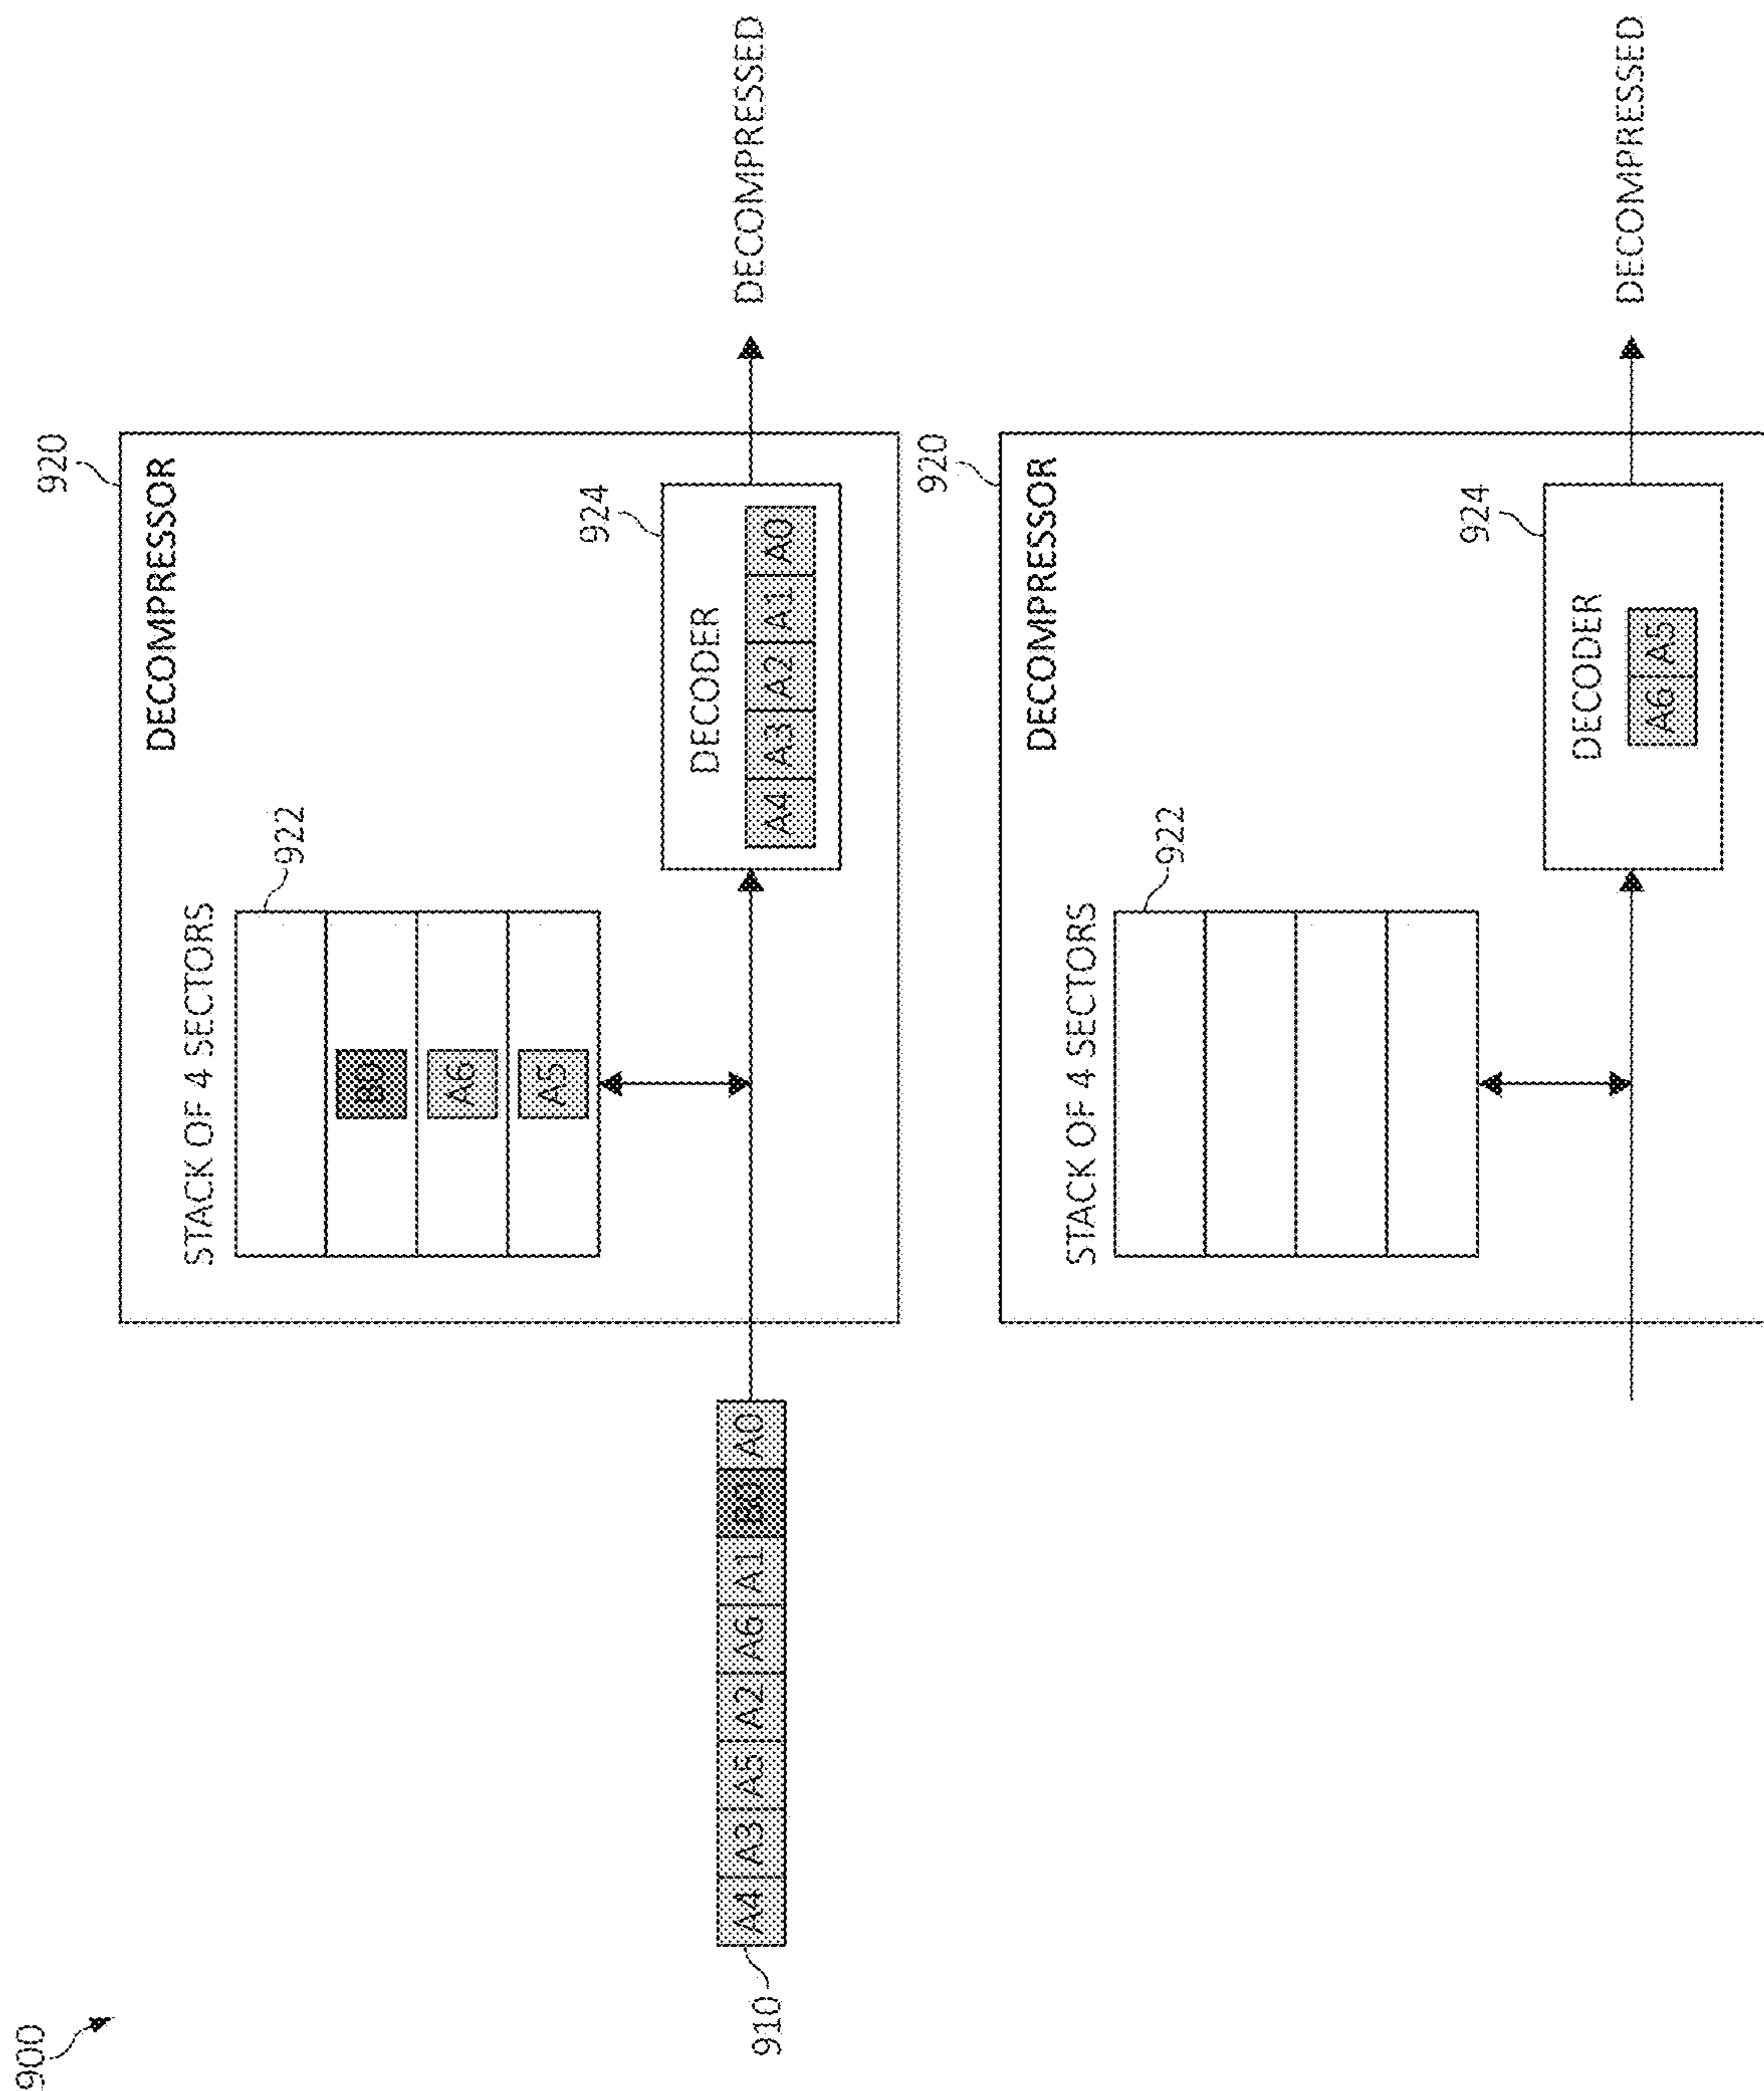 900
910
A4 A3 A5 A2 A6 A1 A0
920
DECOMPRESSOR
STACK OF 4 SECTORS
922
A6
A5
924
DECODER
A4 A3 A2 A1 A0
DECOMPRESSED
920
DECOMPRESSOR
STACK OF 4 SECTORS
922
924
DECODER
A6 A5
DECOMPRESSED